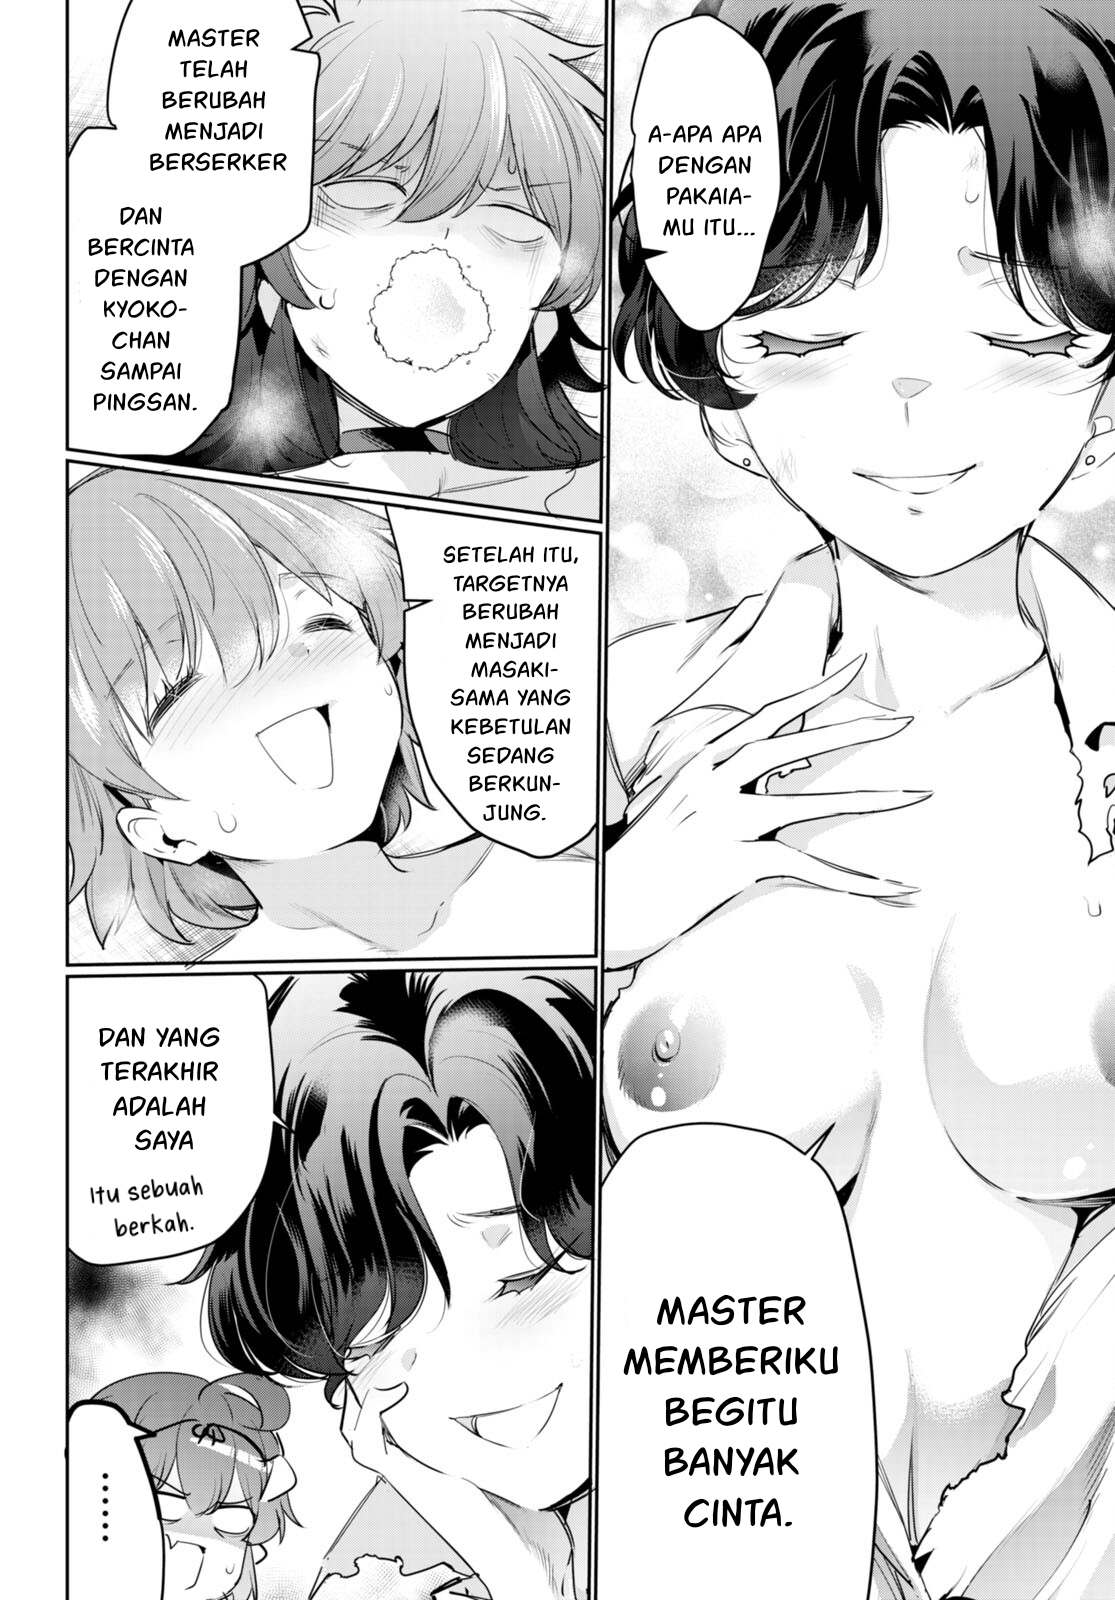 A-APA APA
DENGAN
PAKAIA-
MU ITU...
MASTER
MEMBERIKU
BEGITU
BANYAK
CINTA.
MASTER
TELAH
BERUBAH
MENJADI
BERSERKER
DAN
BERCINTA
DENGAN
KYOKO-
CHAN
SAMPAI
PINGSAN.
SETELAH ITU,
TARGETNYA
BERUBAH
MENJADI
MASAKI-
SAMA YANG
KEBETULAN
SEDANG
BERKUN-
JUNG.
DAN YANG
TERAKHIR
ADALAH
SAYA
Itu sebuah
berkah.
........